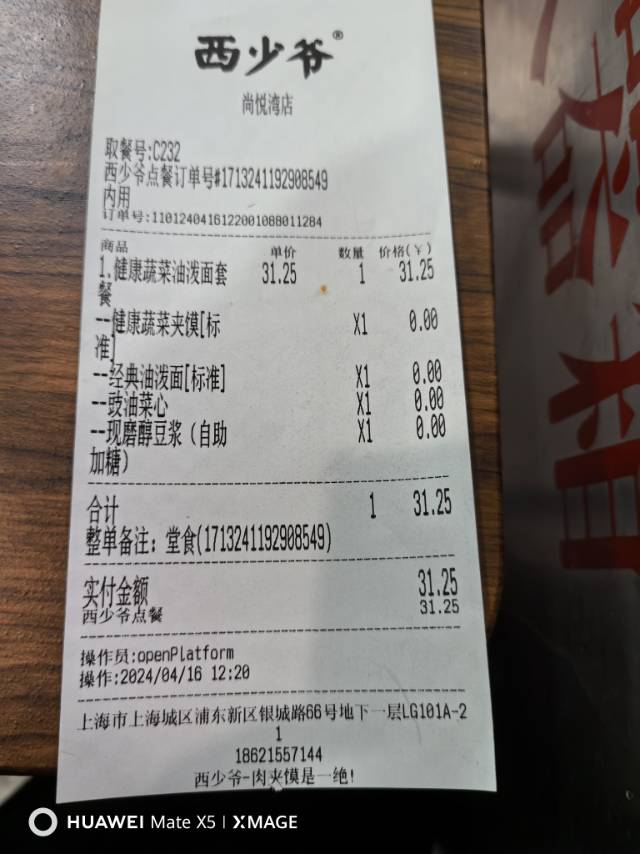 西少爷®
尚悦湾店
取餐号:C232
西少爷点餐订单号#1713241192908549
内用
订单号:1101240416122001088011284
商品 单价 数量 价格(￥)
1.健康蔬菜油泼面套 31.25 1 31.25
餐
--健康蔬菜夹馍[标 X1 0.00
准]
--经典油泼面[标准] X1 0.00
--豉油菜心 X1 0.00
--现磨醇豆浆（自助 X1 0.00
加糖）
合计 1 31.25
整单备注: 堂食(1713241192908549)
实付金额 31.25
西少爷点餐 31.25
操作员:openPlatform
操作:2024/04/16 12:20
上海市上海城区浦东新区银城路66号地下一层LG101A-2
1
18621557144
西少爷-肉夹馍是一绝!
HUAWEI Mate X5 | XMAGE